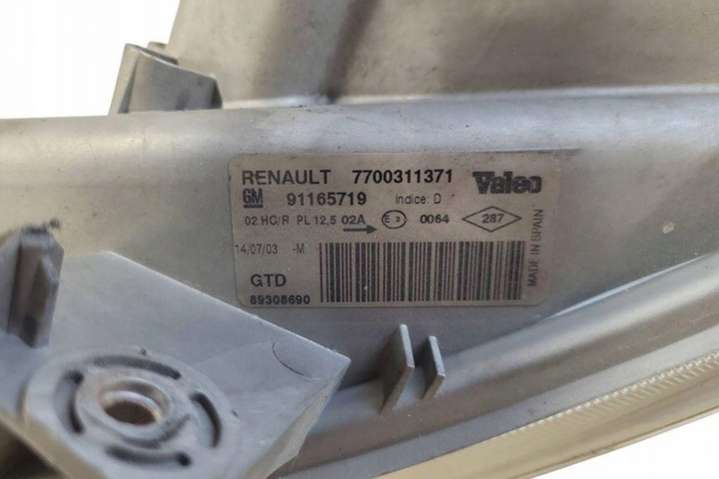 RENAULT 7700311371 Valeo
GM 91165719 Indice: D
02 HC/R PL 12,5 02A E 0064 287
14/07/03 -M
GTD
89308690
MADE IN SPAIN